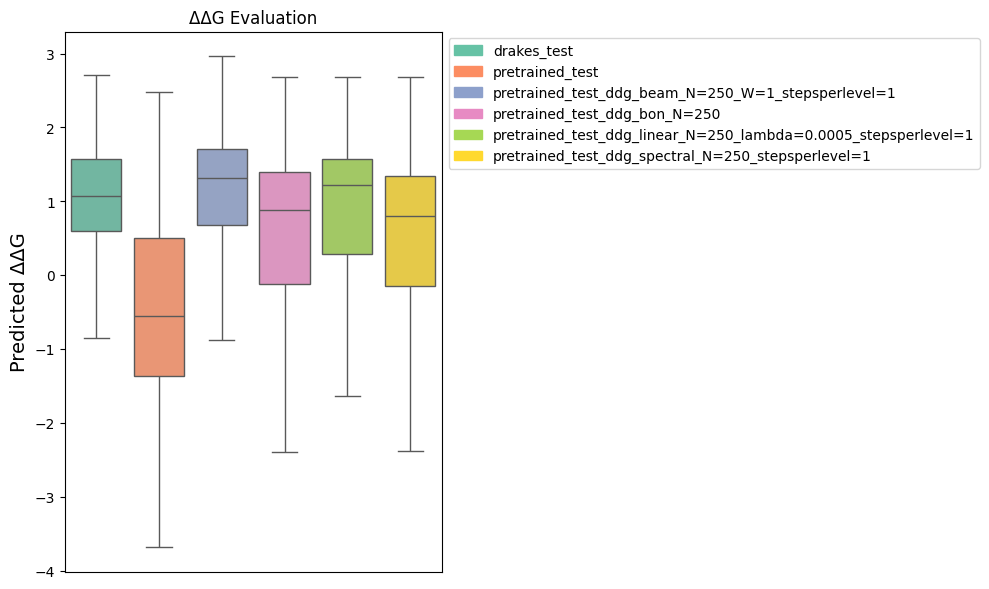 ΔΔG Evaluation
Predicted ΔΔG
3
2
1
0
−1
−2
−3
−4
drakes_test
pretrained_test
pretrained_test_ddg_beam_N=250_W=1_stepsperlevel=1
pretrained_test_ddg_bon_N=250
pretrained_test_ddg_linear_N=250_lambda=0.0005_stepsperlevel=1
pretrained_test_ddg_spectral_N=250_stepsperlevel=1